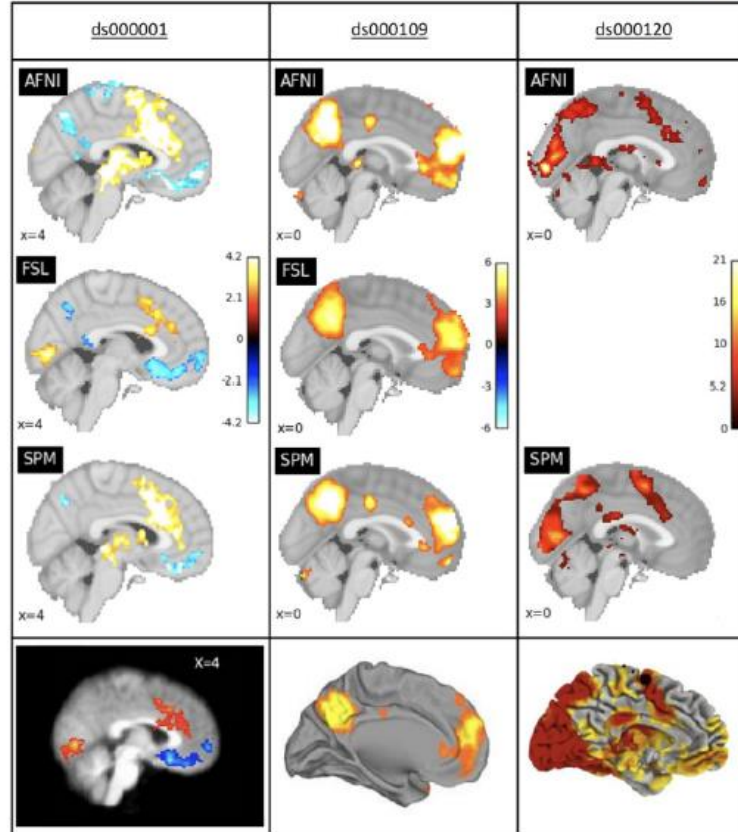 ds000001 ds000109 ds000120
AFNI AFNI AFNI
x=4 x=0 x=0
FSL FSL
4.2 6 21
2.1 3 16
0 0 10
-2.1 -3 5.2
-4.2 -6 0
x=4 x=0
SPM SPM SPM
x=4 x=0 x=0
X=4